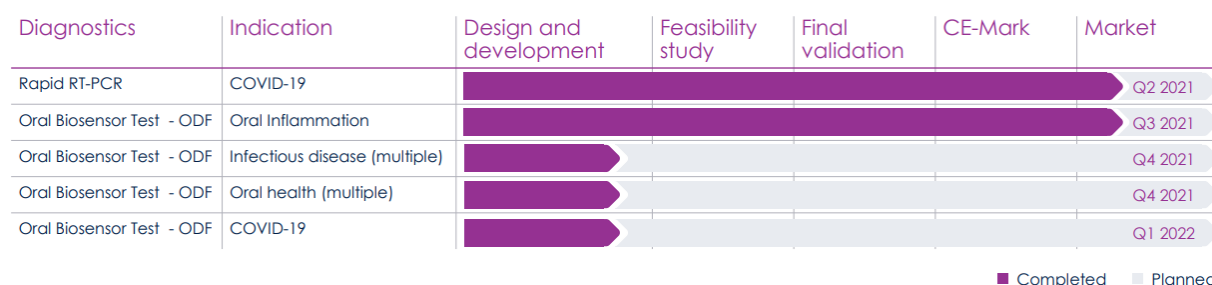 Diagnostics Indication Design and development Feasibility study Final validation CE-Mark Market
Rapid RT-PCR COVID-19 Q2 2021
Oral Biosensor Test - ODF Oral Inflammation Q3 2021
Oral Biosensor Test - ODF Infectious disease (multiple) Q4 2021
Oral Biosensor Test - ODF Oral health (multiple) Q4 2021
Oral Biosensor Test - ODF COVID-19 Q1 2022
Completed Planned